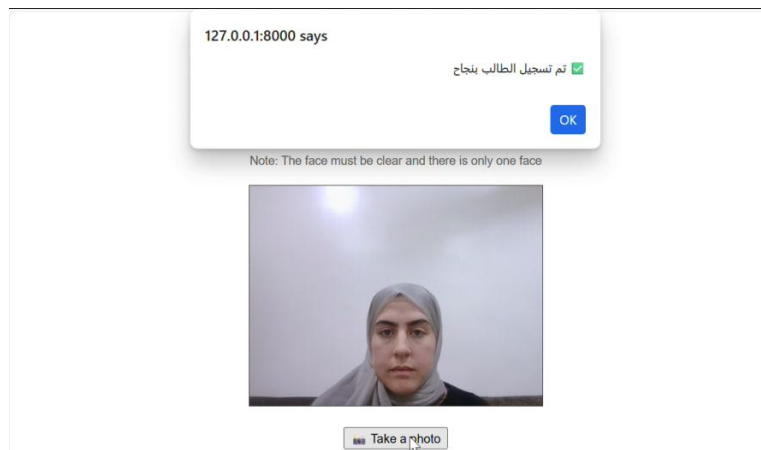 127.0.0.1:8000 says
✅ تم تسجيل الطالب بنجاح
OK
Note: The face must be clear and there is only one face
📸 Take a photo